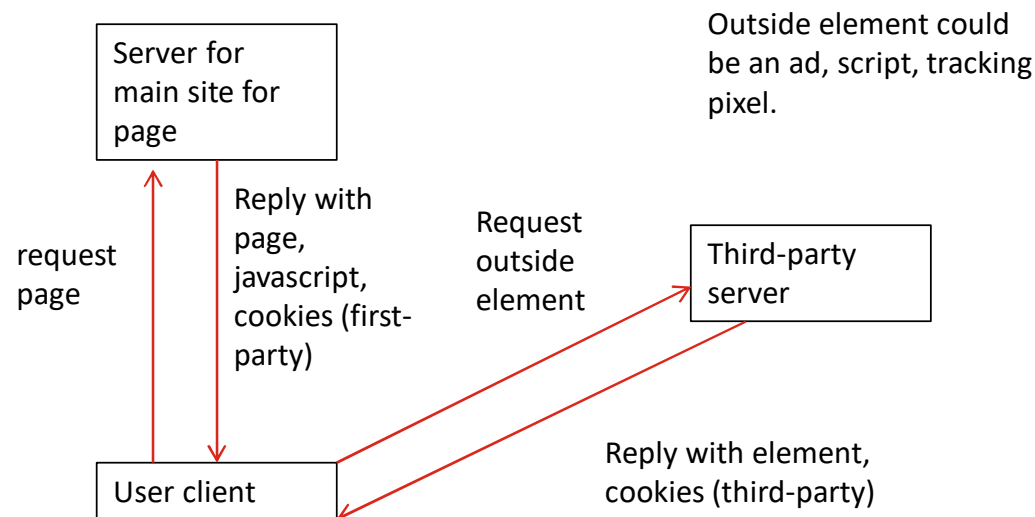 Server for
main site for
page
Outside element could
be an ad, script, tracking
pixel.
request
page
Reply with
page,
javascript,
cookies (first-
party)
Request
outside
element
Third-party
server
User client
Reply with element,
cookies (third-party)